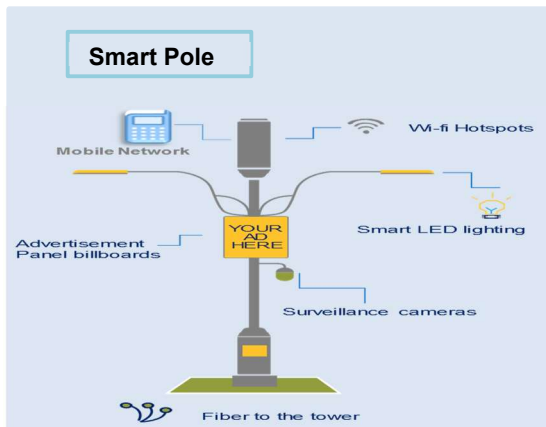 Smart Pole
Mobile Network
Wi-fi Hotspots
YOUR
AD
HERE
Smart LED lighting
Advertisement
Panel billboards
Surveillance cameras
Fiber to the tower